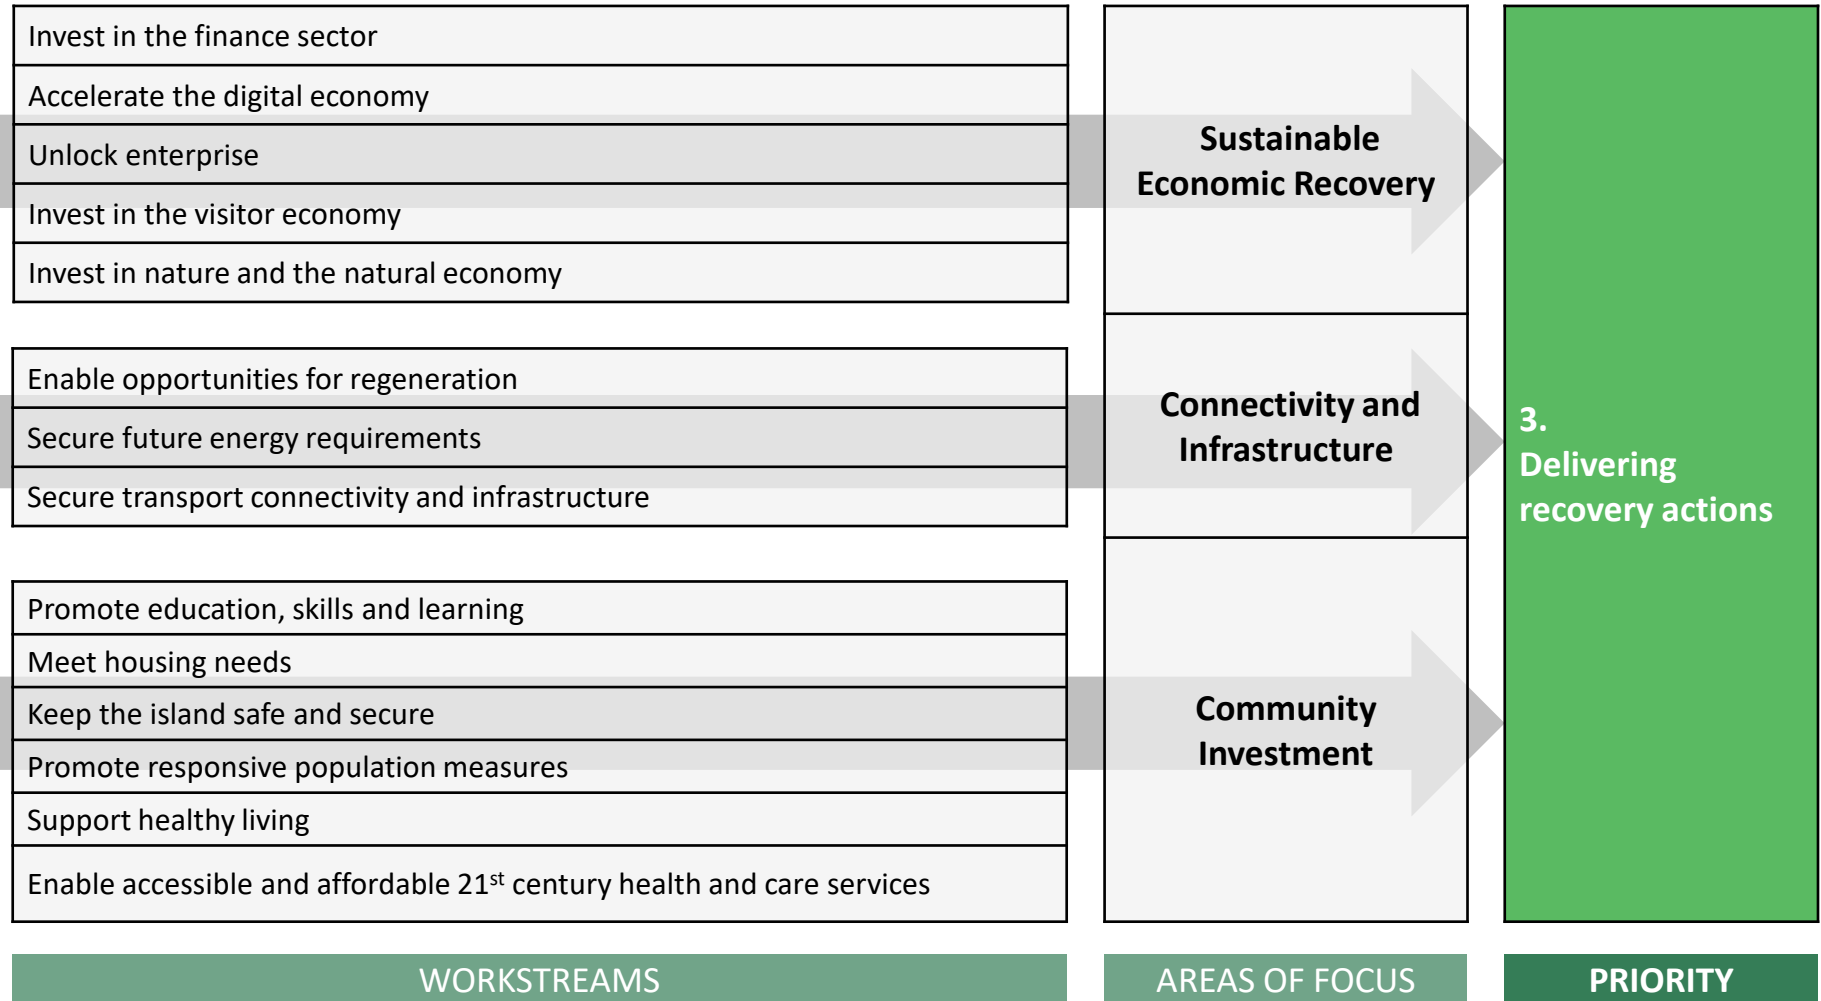 Invest in the finance sector
Accelerate the digital economy
Unlock enterprise
Invest in the visitor economy
Invest in nature and the natural economy
Sustainable
Economic Recovery
Enable opportunities for regeneration
Secure future energy requirements
Secure transport connectivity and infrastructure
Connectivity and
Infrastructure
Promote education, skills and learning
Meet housing needs
Keep the island safe and secure
Promote responsive population measures
Support healthy living
Enable accessible and affordable 21st century health and care services
Community
Investment
3.
Delivering
recovery actions
WORKSTREAMS
AREAS OF FOCUS
PRIORITY